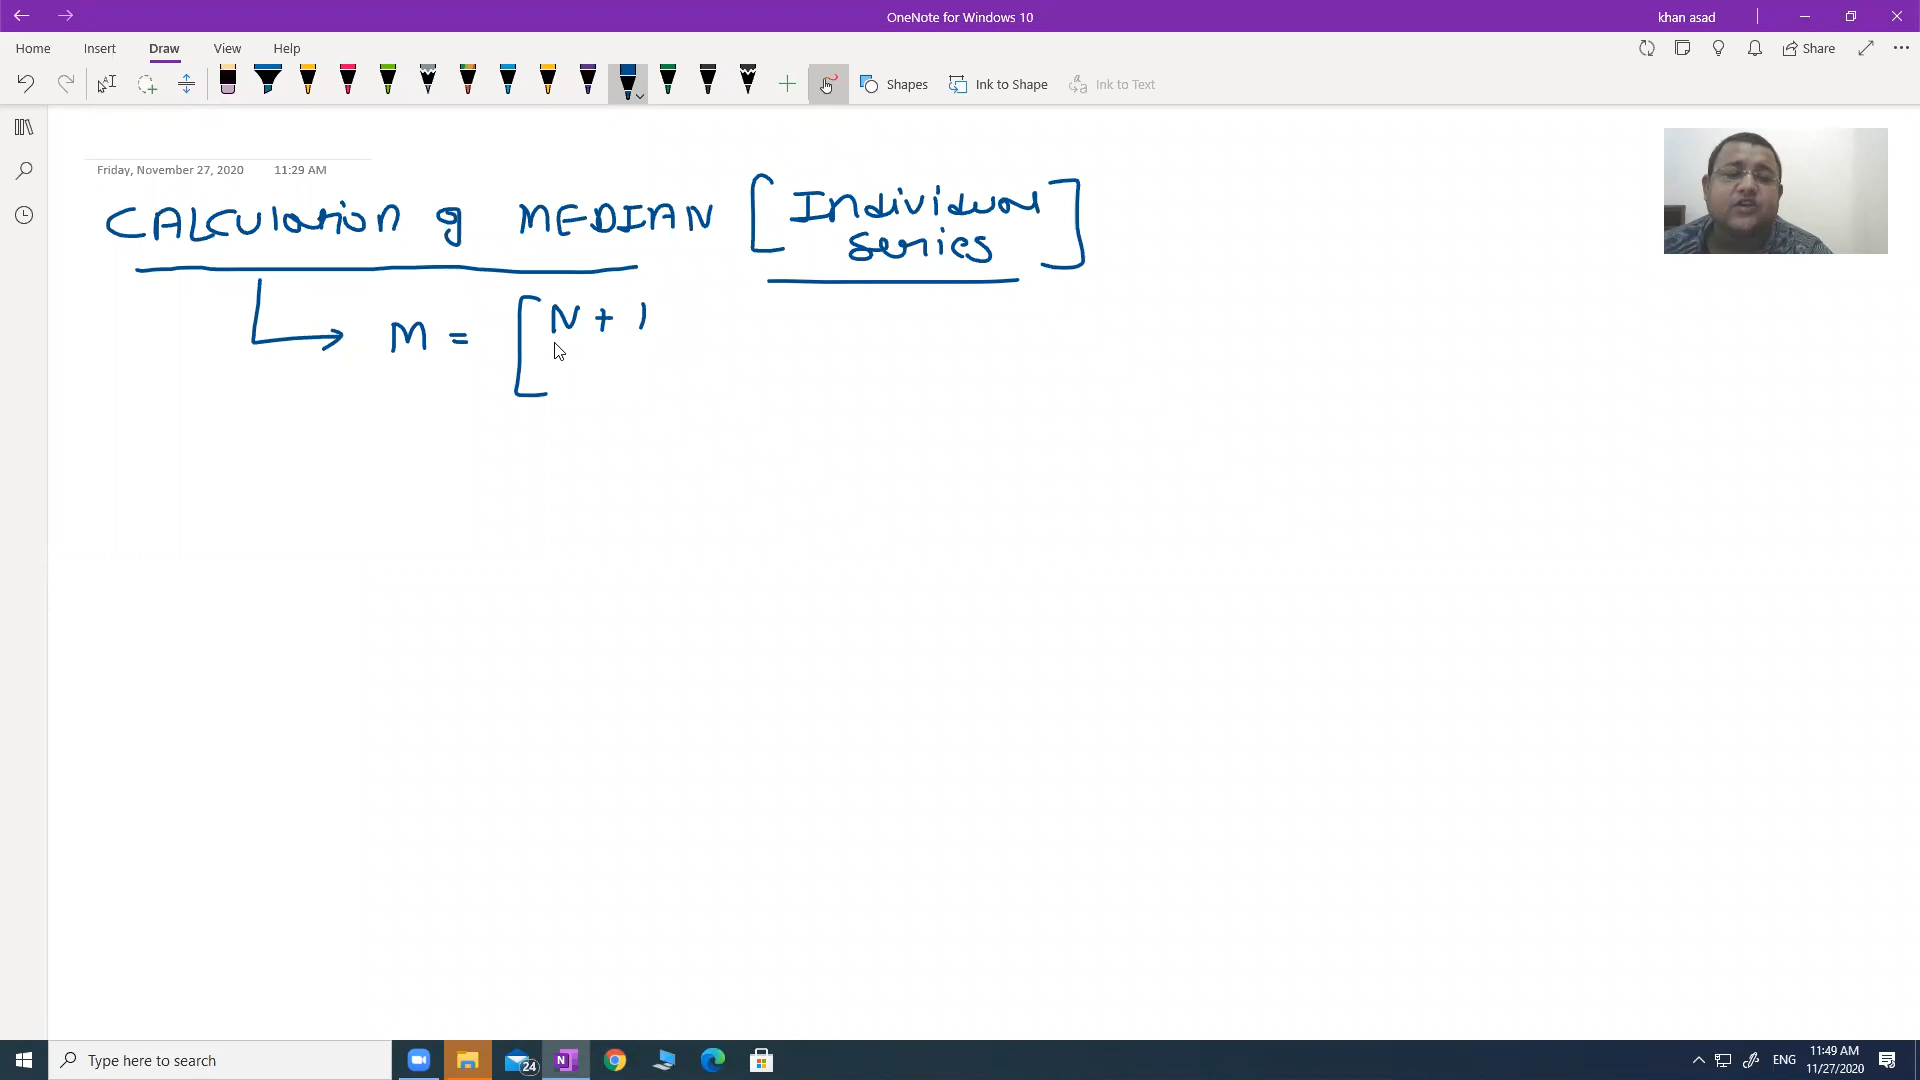 OneNote for Windows 10
khan asad
Home Insert Draw View Help
Share
Shapes Ink to Shape Ink to Text
Friday, November 27, 2020 11:29 AM
CALCulation of MEDIAN [Individual
series]
M = [N + 1
Type here to search
24
ENG
11:49 AM
11/27/2020